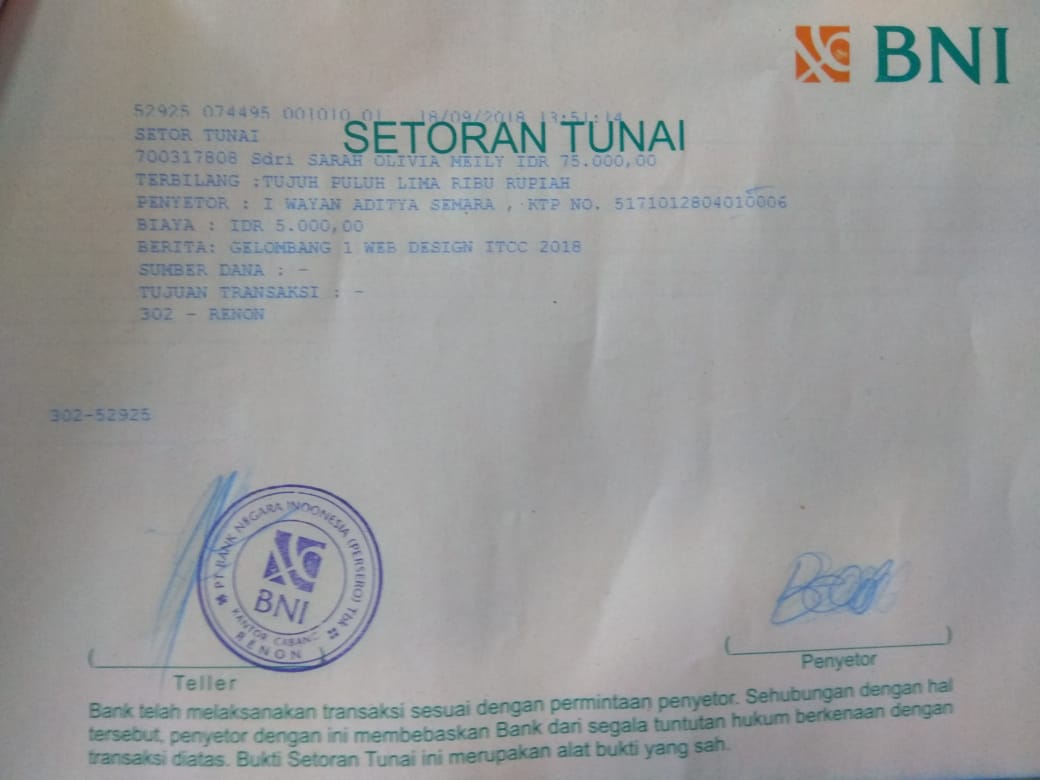 BNI
52925 074495 001010 01 18/09/2018 13:51:14
SETORAN TUNAI
SETOR TUNAI
700317808 Sdri SARAH OLIVIA MEILY IDR 75.000,00
TERBILANG :TUJUH PULUH LIMA RIBU RUPIAH
PENYETOR : I WAYAN ADITYA SEMARA , KTP NO. 5171012804010006
BIAYA : IDR 5.000,00
BERITA: GELOMBANG 1 WEB DESIGN ITCC 2018
SUMBER DANA : -
TUJUAN TRANSAKSI : -
302 - RENON
302-52925
PT BANK NEGARA INDONESIA (PERSERO) Tbk
BNI
KANTOR CABANG
RENON
Teller
Penyetor
Bank telah melaksanakan transaksi sesuai dengan permintaan penyetor. Sehubungan dengan hal
tersebut, penyetor dengan ini membebaskan Bank dari segala tuntutan hukum berkenaan dengan
transaksi diatas. Bukti Setoran Tunai ini merupakan alat bukti yang sah.